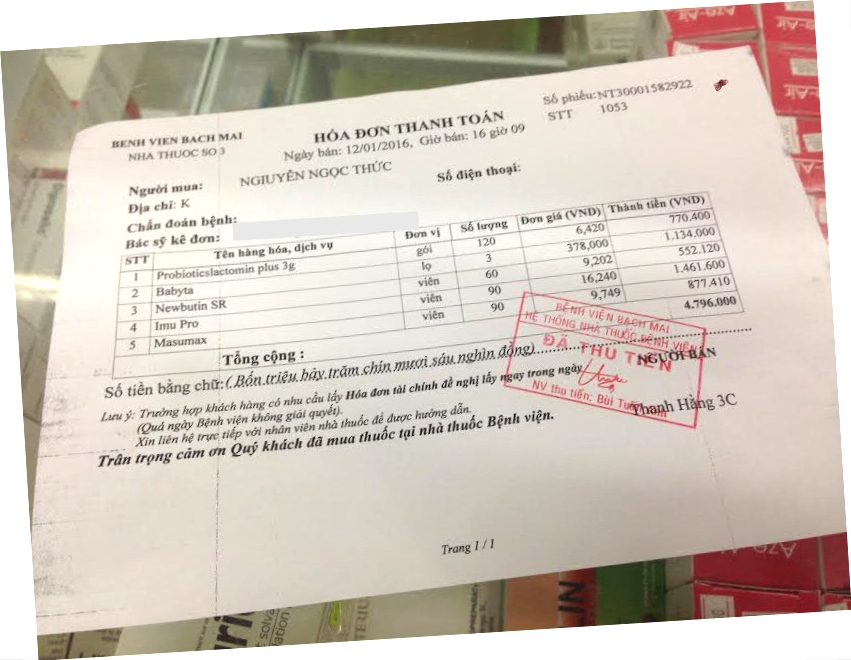 BENH VIEN BACH MAI
NHA THUOC SO 3
HÓA ĐƠN THANH TOÁN
Ngày bán: 12/01/2016, Giờ bán: 16 giờ 09
Số phiếu:NT30001582922
STT 1053
Người mua: NGIUYỄN NGỌC THỨC
Số điện thoại:
Địa chỉ: K
Chẩn đoán bệnh:
Bác sỹ kê đơn:
STT Tên hàng hóa, dịch vụ Đơn vị Số lượng Đơn giá (VND) Thành tiền (VND)
1 Probioticslactomin plus 3g gói 120 6,420 770.400
2 Babyta lọ 3 378,000 1.134.000
3 Newbutin SR viên 60 9,202 552.120
4 Imu Pro viên 90 16,240 1.461.600
5 Masumax viên 90 9,749 877.410
Tổng cộng : 4.796.000
Số tiền bằng chữ:( Bốn triệu bảy trăm chín mươi sáu nghìn đồng)
Lưu ý: Trường hợp khách hàng có nhu cầu lấy Hóa đơn tài chính đề nghị lấy ngay trong ngày
(Quá ngày Bệnh viện không giải quyết).
Xin liên hệ trực tiếp với nhân viên nhà thuốc để được hướng dẫn.
Trân trọng cảm ơn Quý khách đã mua thuốc tại nhà thuốc Bệnh viện.
NGƯỜI BÁN
Thanh Hằng 3C
BỆNH VIỆN BẠCH MAI
HỆ THỐNG NHÀ THUỐC BỆNH VIỆN
ĐÃ THU TIỀN
NV thu tiền: Bùi
Trang 1 / 1